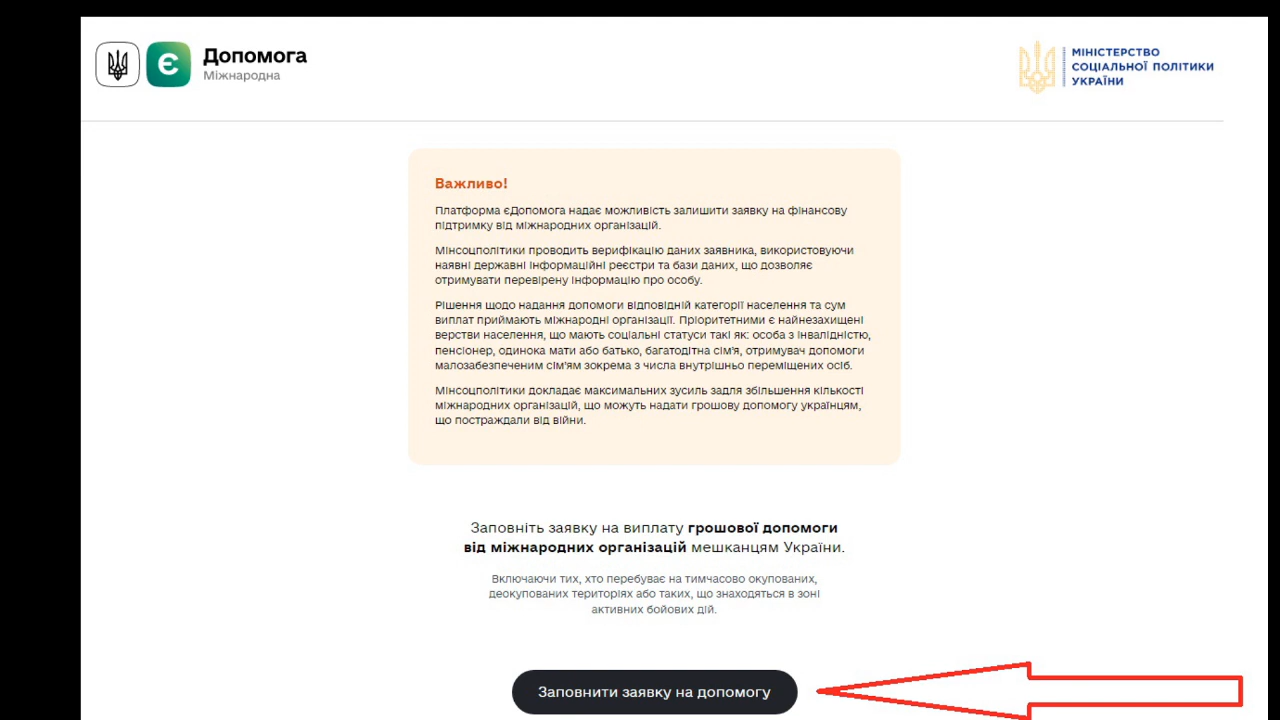 Є
Допомога
Міжнародна
МІНІСТЕРСТВО
СОЦІАЛЬНОЇ ПОЛІТИКИ
УКРАЇНИ
Важливо!
Платформа єДопомога надає можливість залишити заявку на фінансову
підтримку від міжнародних організацій.
Мінсоцполітики проводить верифікацію даних заявника, використовуючи
наявні державні інформаційні реєстри та бази даних, що дозволяє
отримувати перевірену інформацію про особу.
Рішення щодо надання допомоги відповідній категорії населення та сум
виплат приймають міжнародні організації. Пріоритетними є найнезахищені
верстви населення, що мають соціальні статуси такі як: особа з інвалідністю,
пенсіонер, одинока мати або батько, багатодітна сім'я, отримувач допомоги
малозабезпеченим сім'ям зокрема з числа внутрішньо переміщених осіб.
Мінсоцполітики докладає максимальних зусиль задля збільшення кількості
міжнародних організацій, що можуть надати грошову допомогу українцям,
що постраждали від війни.
Заповніть заявку на виплату грошової допомоги
від міжнародних організацій мешканцям України.
Включаючи тих, хто перебуває на тимчасово окупованих,
деокупованих територіях або таких, що знаходяться в зоні
активних бойових дій.
Заповнити заявку на допомогу